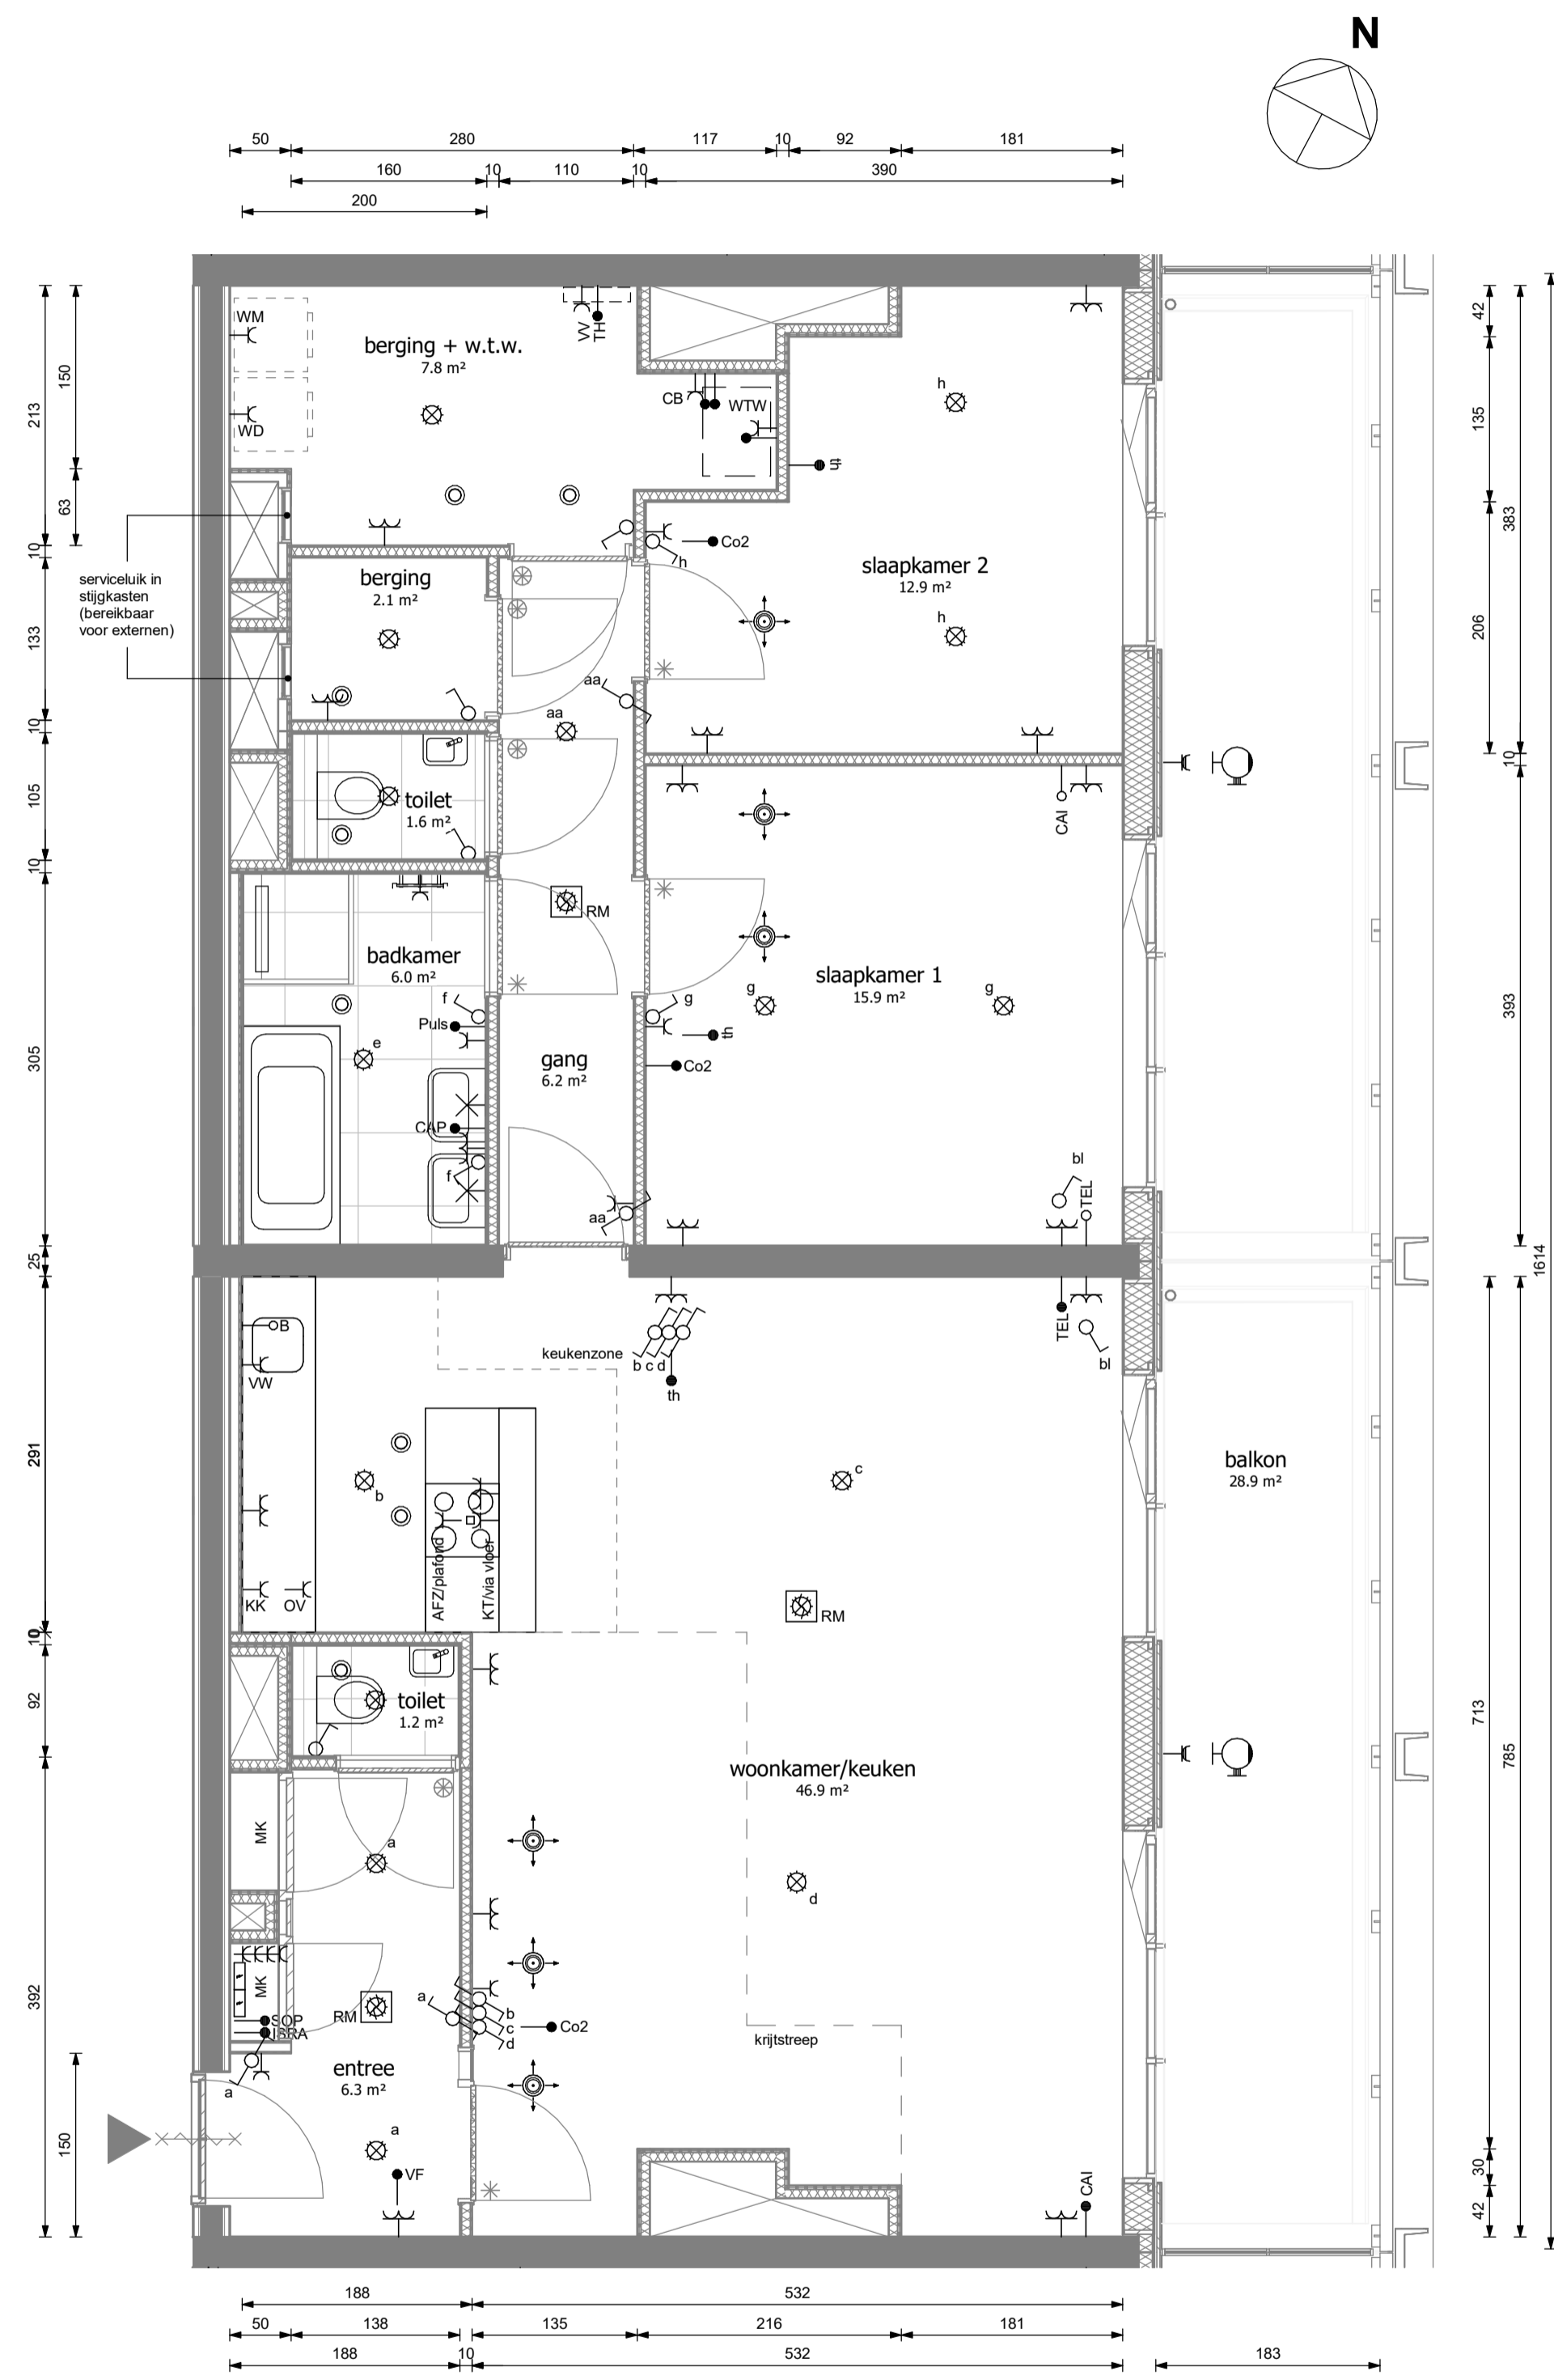 N
50
280
117
10
92
181
160
10
110
10
390
200
WM
WD
berging + w.t.w.
7.8 m²
VV
TH
CB
WTW
th
h
42
150
213
63
135
383
Co2
h
slaapkamer 2
12.9 m²
h
206
serviceluik in
stijgkasten
(bereikbaar
voor externen)
10
berging
2.1 m²
133
aa
aa
10
toilet
1.6 m²
105
10
10
CAI
RM
badkamer
6.0 m²
f
Puls
e
CAP
f
305
gang
6.2 m²
aa
g
th
Co2
g
g
slaapkamer 1
15.9 m²
393
bl
TEL
25
1614
B
VW
keukenzone
b c d
th
TEL
bl
b
c
291
AFZ/plafond
KT/via vloer
KK
OV
RM
balkon
28.9 m²
10
toilet
1.2 m²
92
woonkamer/keuken
46.9 m²
713
785
MK
a
d
392
MK
SOP
ISRA
RM
a
b
c
d
Co2
krijtstreep
a
entree
6.3 m²
a
VF
150
CAI
30
42
188
532
50
138
135
216
181
188
10
532
183